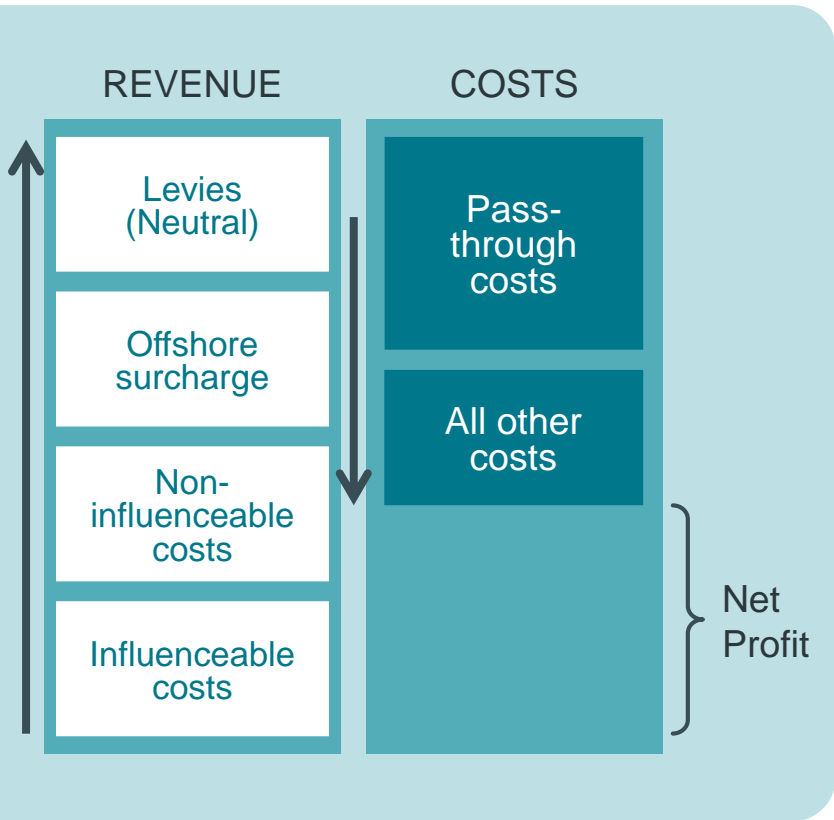 REVENUE
COSTS
Levies
(Neutral)
Offshore
surcharge
Non-
influenceable
costs
Influenceable
costs
Pass-
through
costs
All other
costs
Net
Profit